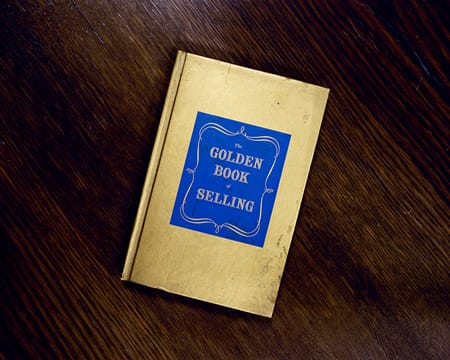 The
GOLDEN
BOOK
of
SELLING